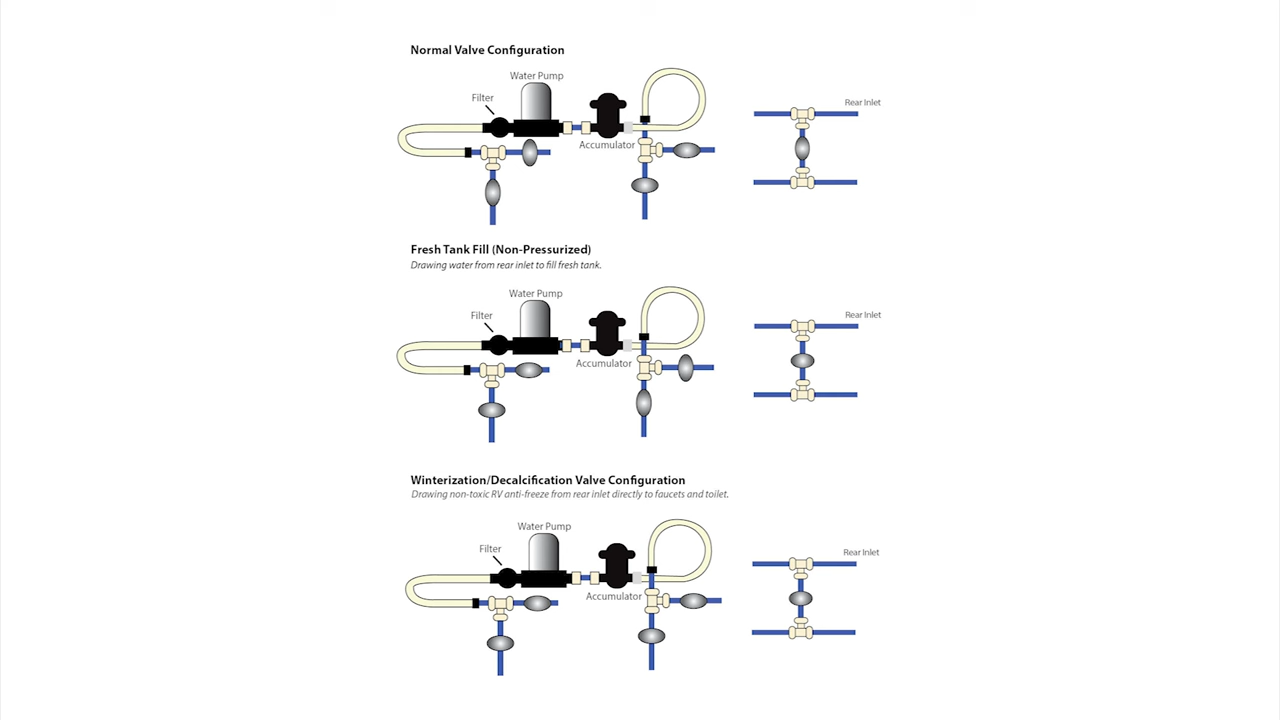 Normal Valve Configuration
Water Pump
Filter
Rear Inlet
Accumulator
Fresh Tank Fill (Non-Pressurized)
Drawing water from rear inlet to fill fresh tank.
Water Pump
Filter
Rear Inlet
Accumulator
Winterization/Decalcification Valve Configuration
Drawing non-toxic RV anti-freeze from rear inlet directly to faucets and toilet.
Water Pump
Filter
Rear Inlet
Accumulator